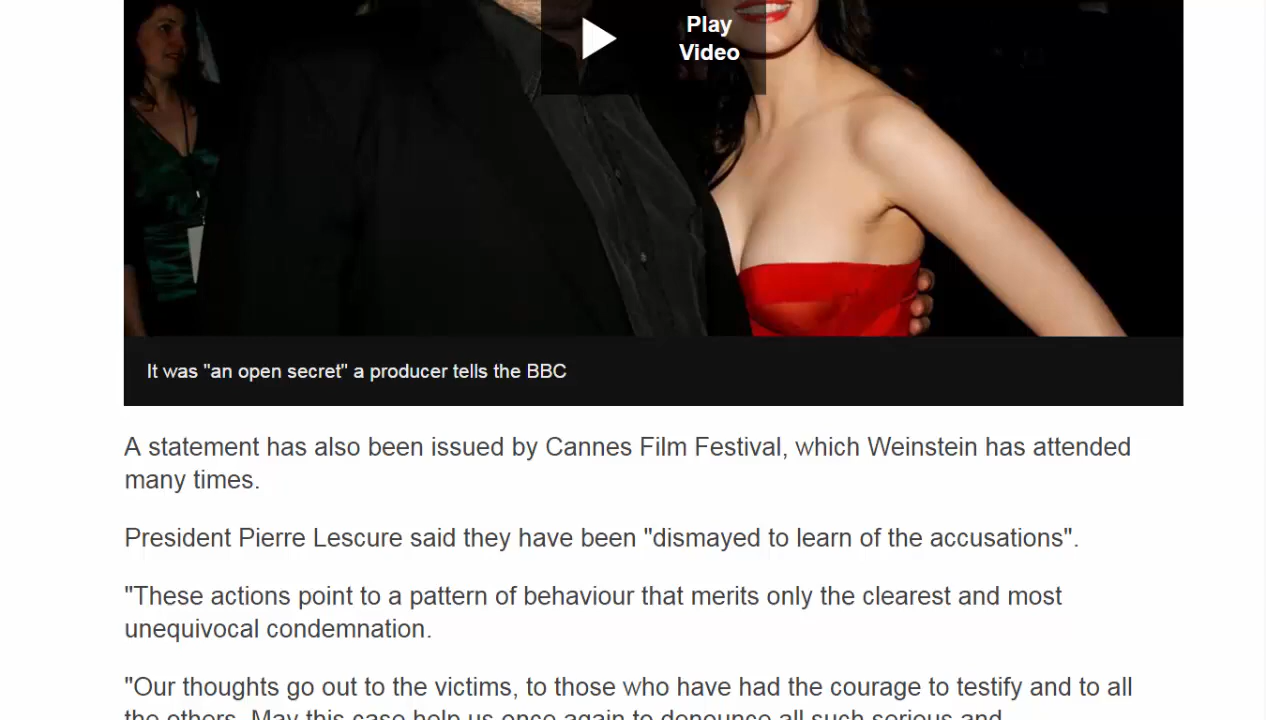 Play
Video
It was "an open secret" a producer tells the BBC
A statement has also been issued by Cannes Film Festival, which Weinstein has attended
many times.
President Pierre Lescure said they have been "dismayed to learn of the accusations".
"These actions point to a pattern of behaviour that merits only the clearest and most
unequivocal condemnation.
"Our thoughts go out to the victims, to those who have had the courage to testify and to all
the others. May this case help us once again to denounce all such serious and